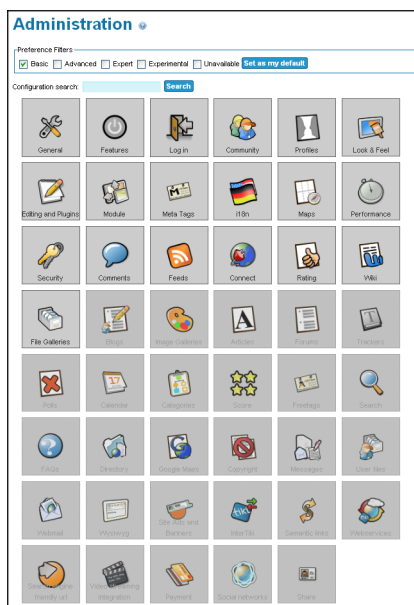 Administration
Preference Filters
Basic Advanced Expert Experimental Unavailable Set as my default
Configuration search: Search
General Features Log in Community Profiles Look & Feel
Editing and Plugins Module Meta Tags i18n Maps Performance
Security Comments Feeds Connect Rating Wiki
File Galleries Blogs Image Galleries Articles Forums Trackers
Polls Calendar Categories Score Freetags Search
FAQs Directory Google Maps Copyright Messages User files
Webmail Wysiwyg Site Ads and Banners InterTiki Semantic links Webservices
Search engine friendly url Video Streaming Integration Payment Social networks Share